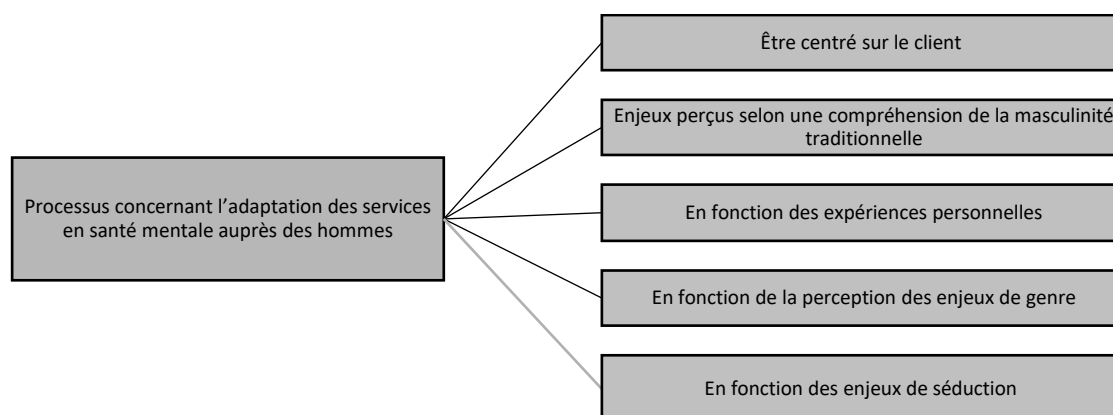 Être centré sur le client
Enjeux perçus selon une compréhension de la masculinité
traditionnelle
Processus concernant l’adaptation des services
en santé mentale auprès des hommes
En fonction des expériences personnelles
En fonction de la perception des enjeux de genre
En fonction des enjeux de séduction